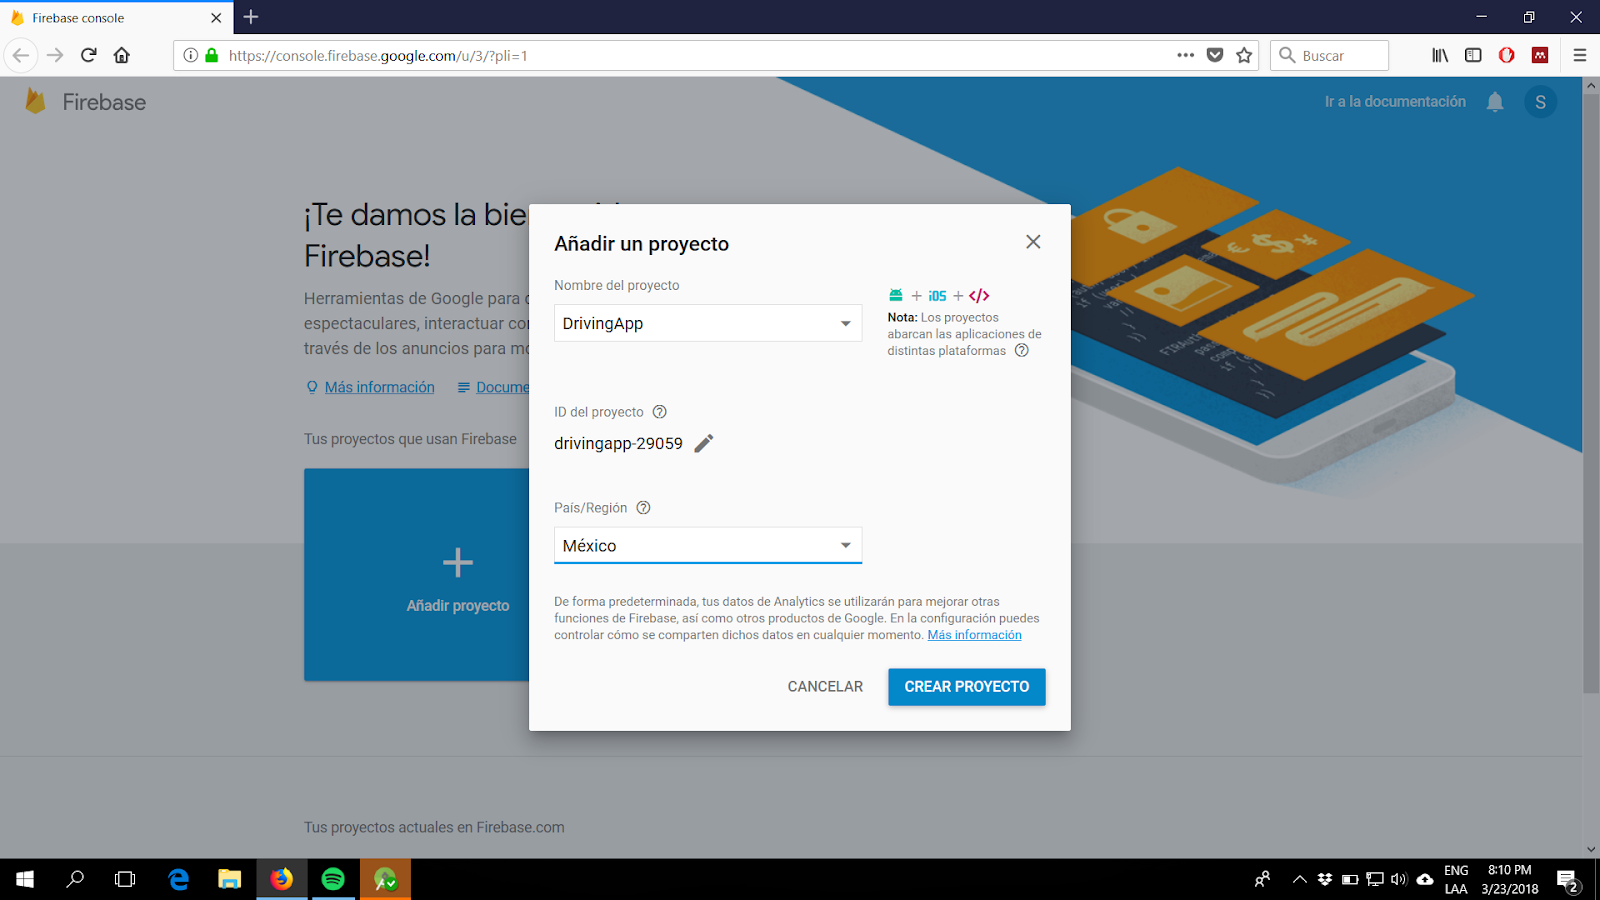 Firebase console
https://console.firebase.google.com/u/3/?pli=1
Buscar
Firebase
Ir a la documentación
S
¡Te damos la bie
Firebase!
Herramientas de Google para
espectaculares, interactuar co
través de los anuncios para m
Más información
Docume
Tus proyectos que usan Firebase
Añadir proyecto
Tus proyectos actuales en Firebase.com
Añadir un proyecto
Nombre del proyecto
DrivingApp
+ iOS + </>
Nota: Los proyectos
abarcan las aplicaciones de
distintas plataformas
ID del proyecto
drivingapp-29059
País/Región
México
De forma predeterminada, tus datos de Analytics se utilizarán para mejorar otras
funciones de Firebase, así como otros productos de Google. En la configuración puedes
controlar cómo se comparten dichos datos en cualquier momento. Más información
CANCELAR
CREAR PROYECTO
ENG
LAA
8:10 PM
3/23/2018
2